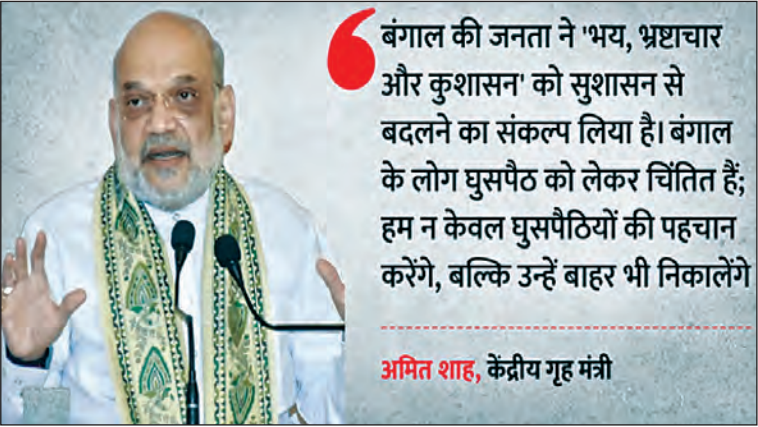 बंगाल की जनता ने 'भय, भ्रष्टाचार
और कुशासन' को सुशासन से
बदलने का संकल्प लिया है। बंगाल
के लोग घुसपैठ को लेकर चिंतित हैं;
हम न केवल घुसपैठियों की पहचान
करेंगे, बल्कि उन्हें बाहर भी निकालेंगे
अमित शाह, केंद्रीय गृह मंत्री